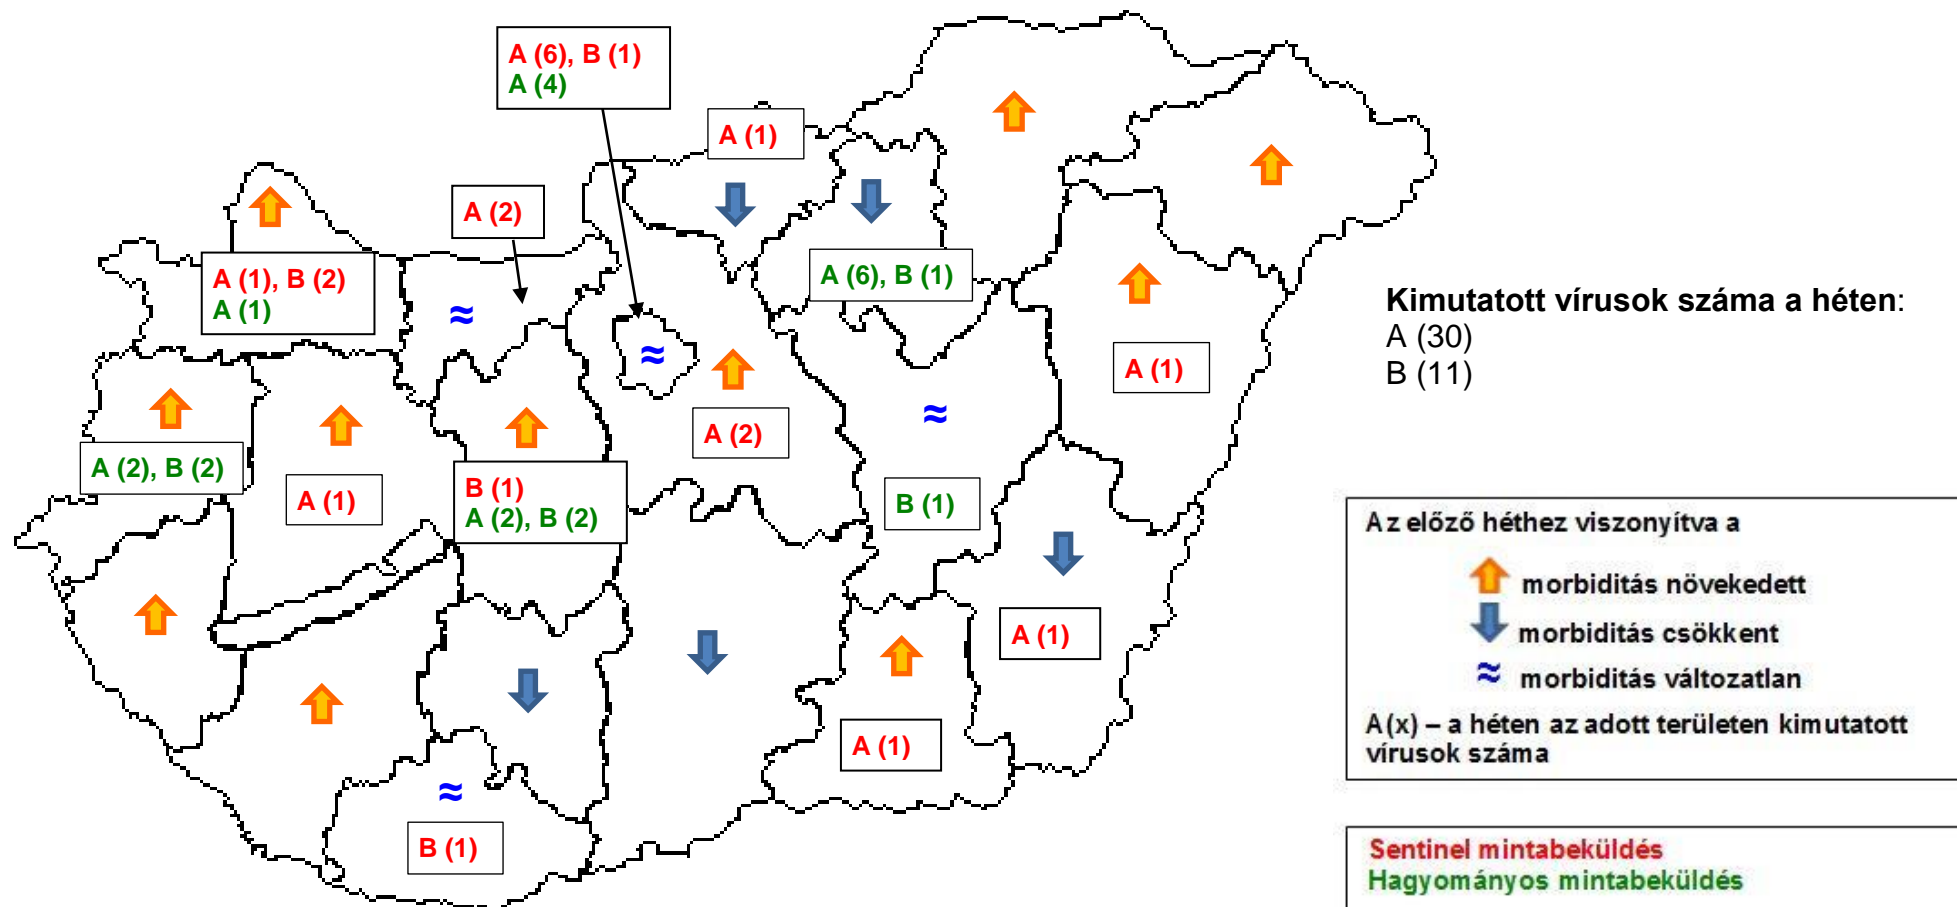 A (6), B (1)
A (4)
A (1)
A (2)
A (1), B (2)
A (1)
A (6), B (1)
Kimutatott vírusok száma a héten:
A (30)
B (11)
A (1)
A (2)
A (2), B (2)
A (1)
B (1)
A (2), B (2)
B (1)
A (1)
A (1)
B (1)
Az előző héthez viszonyítva a
morbiditás növekedett
morbiditás csökkent
≈ morbiditás változatlan
A(x) – a héten az adott területen kimutatott
vírusok száma
Sentinel mintabeküldés
Hagyományos mintabeküldés